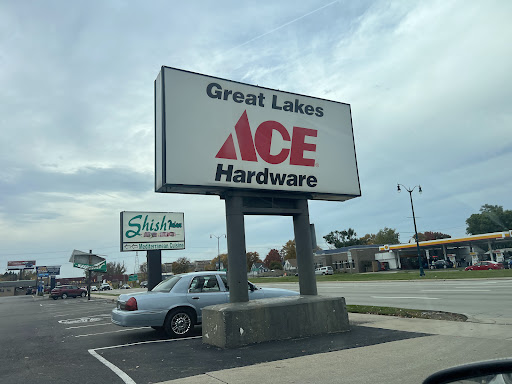 Great Lakes
ACE
Hardware
Shish
Mediterranean Cuisine